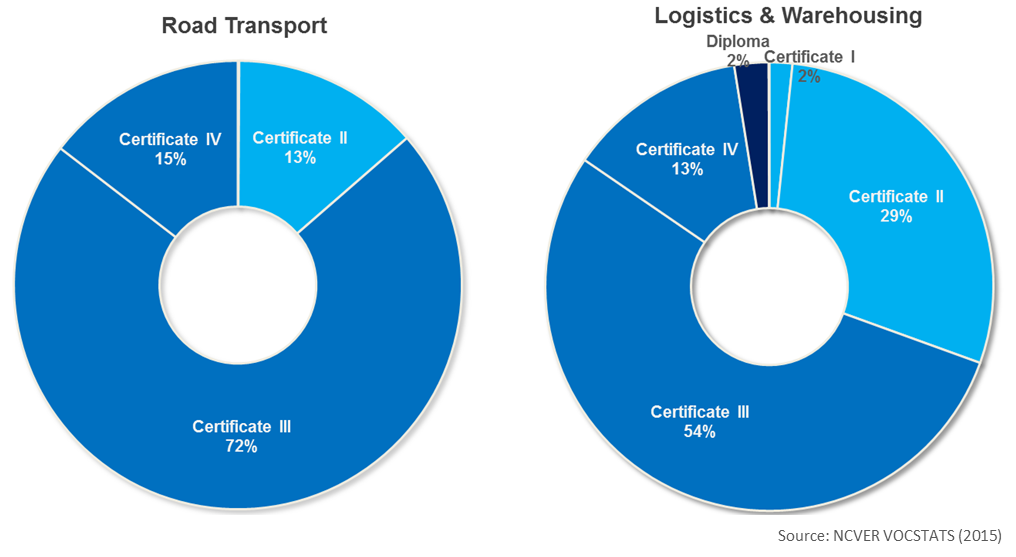 Road Transport
Certificate IV
15%
Certificate II
13%
Certificate III
72%
Logistics & Warehousing
Diploma
2%
Certificate I
2%
Certificate IV
13%
Certificate II
29%
Certificate III
54%
Source: NCVER VOCSTATS (2015)